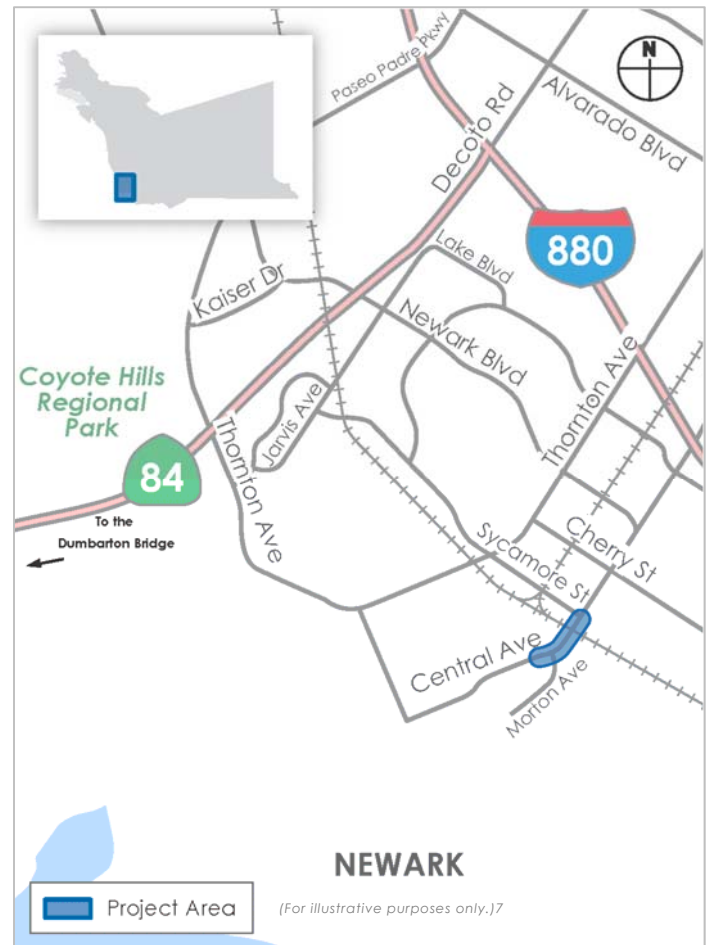 Paseo Padre Pkwy
N
Alvarado Blvd
Decoto Rd
880
Lake Blvd
Kaiser Dr
Newark Blvd
Coyote Hills
Regional
Park
Thornton Ave
Jarvis Ave
Thornton Ave
84
To the
Dumbarton Bridge
Sycamore St
Cherry St
Central Ave
Morton Ave
NEWARK
Project Area
(For illustrative purposes only.)7